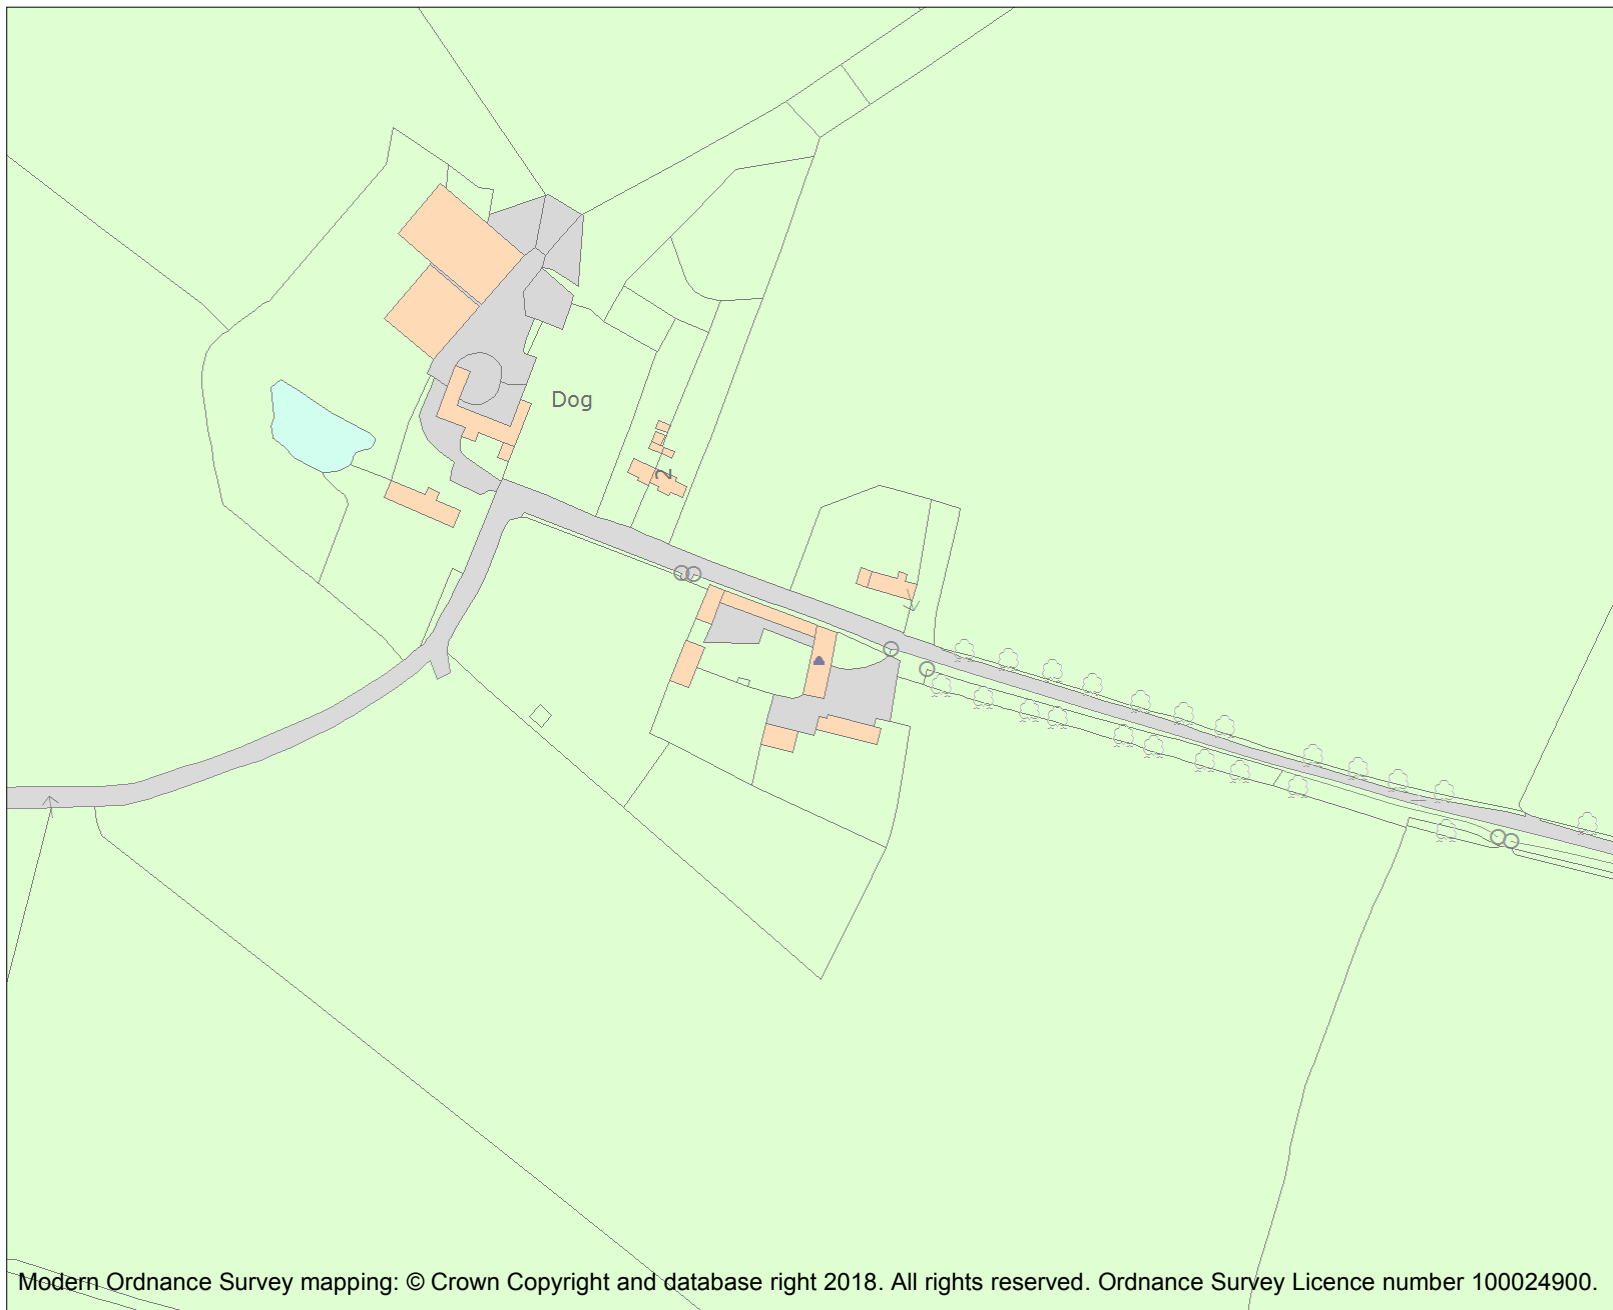 Dog
2
Modern Ordnance Survey mapping: © Crown Copyright and database right 2018. All rights reserved. Ordnance Survey Licence number 100024900.